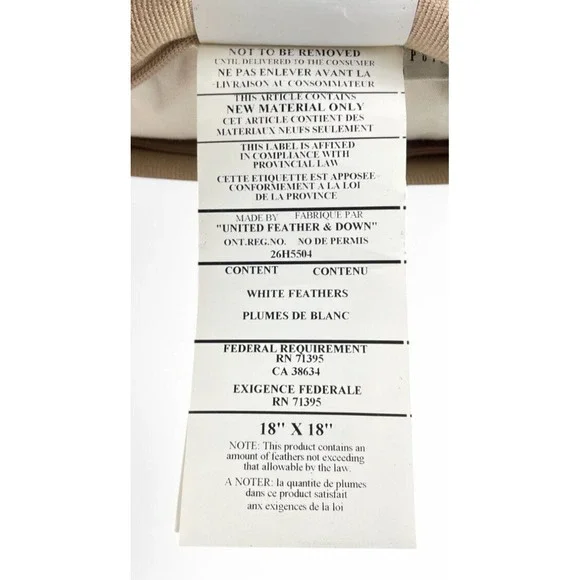 NOT TO BE REMOVED
UNTIL DELIVERED TO THE CONSUMER
NE PAS ENLEVER AVANT LA
LIVRAISON AU CONSOMMATEUR
THIS ARTICLE CONTAINS
NEW MATERIAL ONLY
CET ARTICLE CONTIENT DES
MATERIAUX NEUFS SEULEMENT
THIS LABEL IS AFFIXED
IN COMPLIANCE WITH
PROVINCIAL LAW
CETTE ETIQUETTE EST APPOSEE
CONFORMEMENT A LA LOI
DE LA PROVINCE
MADE BY FABRIQUE PAR
"UNITED FEATHER & DOWN"
ONT.REG.NO. NO DE PERMIS
26H5504
CONTENT CONTENU
WHITE FEATHERS
PLUMES DE BLANC
FEDERAL REQUIREMENT
RN 71395
CA 38634
EXIGENCE FEDERALE
RN 71395
18" X 18"
NOTE: This product contains an
amount of feathers not exceeding
that allowable by the law.
A NOTER: la quantite de plumes
dans ce product satisfait
anx exigences de la loi